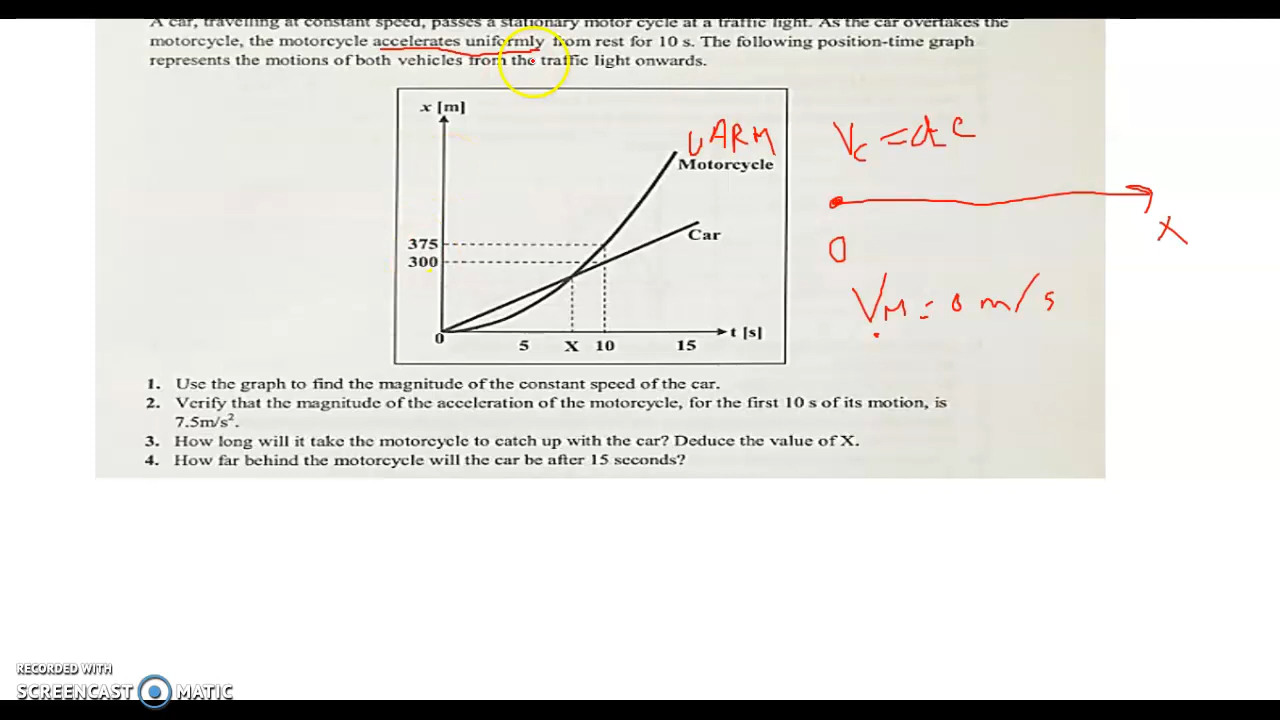 A car, travelling at constant speed, passes a stationary motor cycle at a traffic light. As the car overtakes the
motorcycle, the motorcycle accelerates uniformly from rest for 10 s. The following position-time graph
represents the motions of both vehicles from the traffic light onwards.
x [m]
UARM
Motorcycle
Car
375
300
0
5
X
10
15
t [s]
Vc = cte
0
X
VM = 0 m/s
1. Use the graph to find the magnitude of the constant speed of the car.
2. Verify that the magnitude of the acceleration of the motorcycle, for the first 10 s of its motion, is
7.5m/s².
3. How long will it take the motorcycle to catch up with the car? Deduce the value of X.
4. How far behind the motorcycle will the car be after 15 seconds?
RECORDED WITH
SCREENCAST MATIC